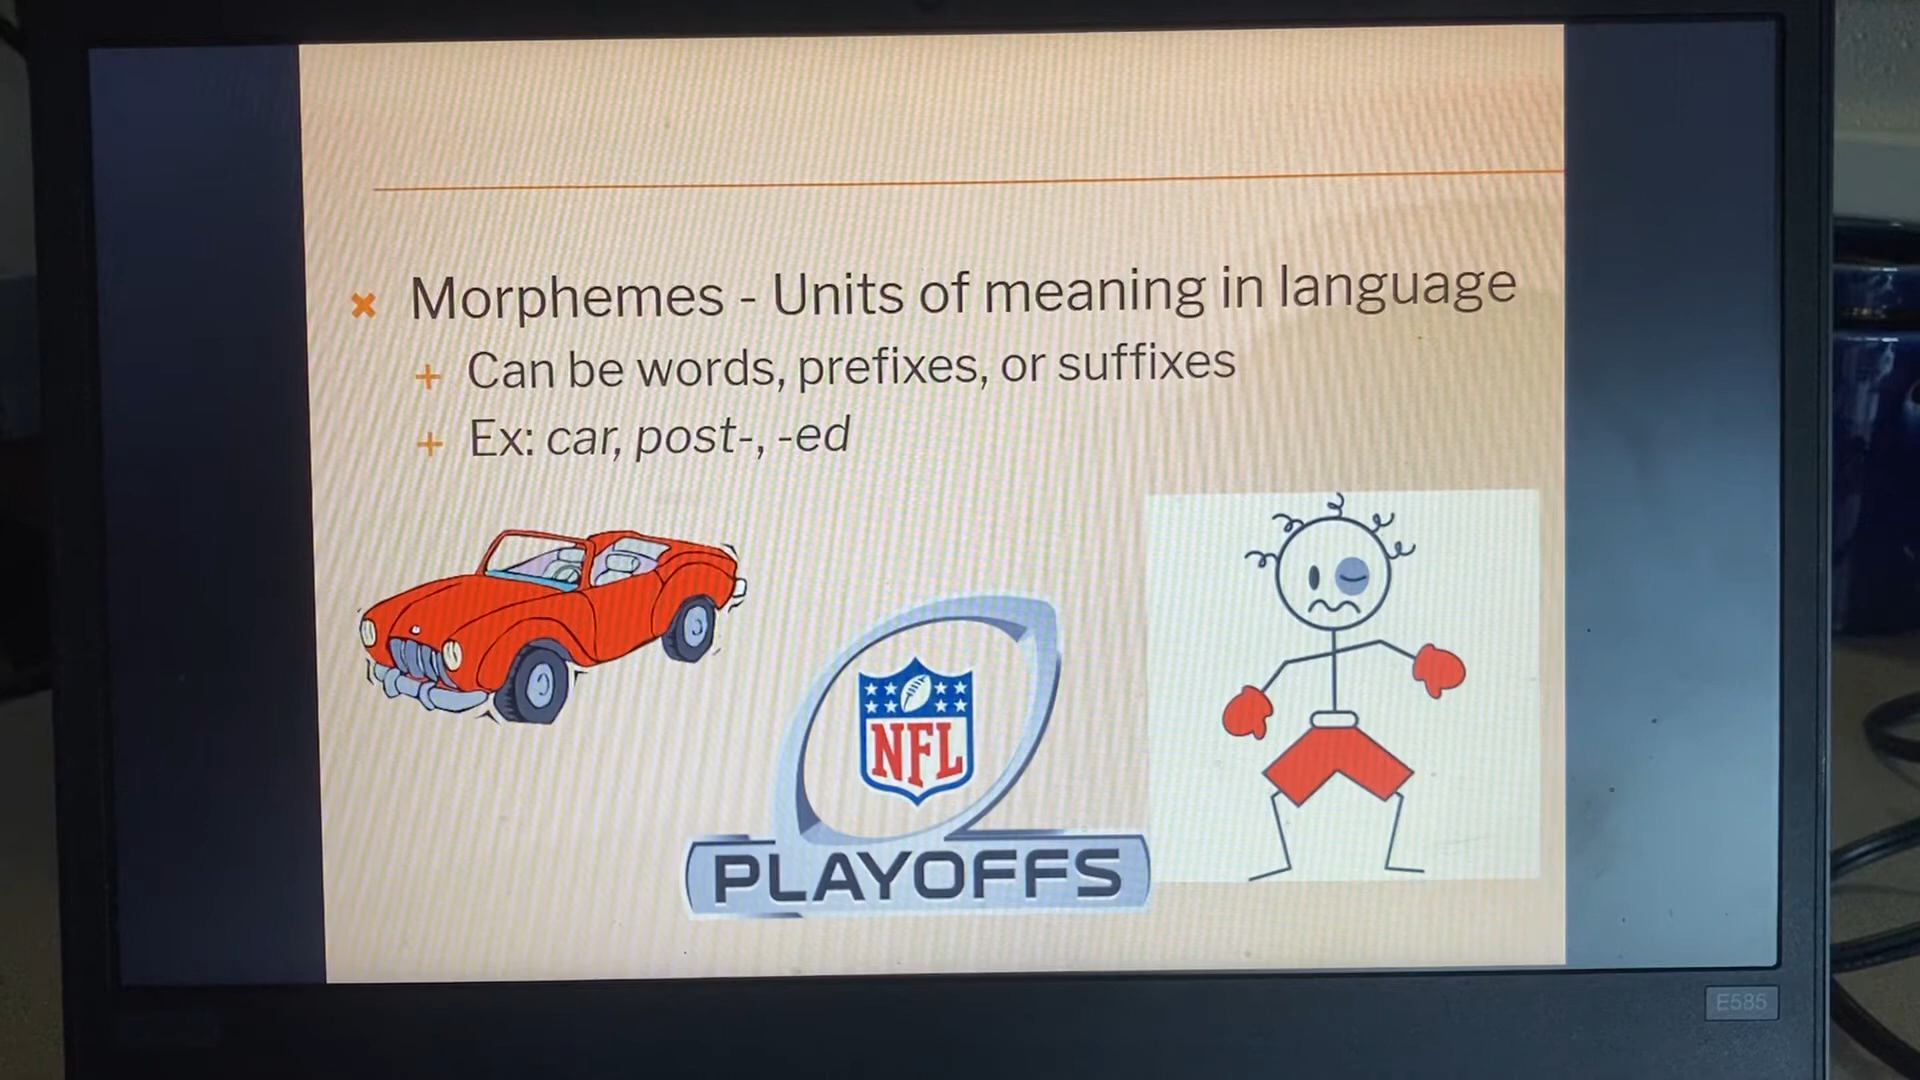 Morphemes - Units of meaning in language
Can be words, prefixes, or suffixes
Ex: car, post-, -ed
NFL
PLAYOFFS
E585